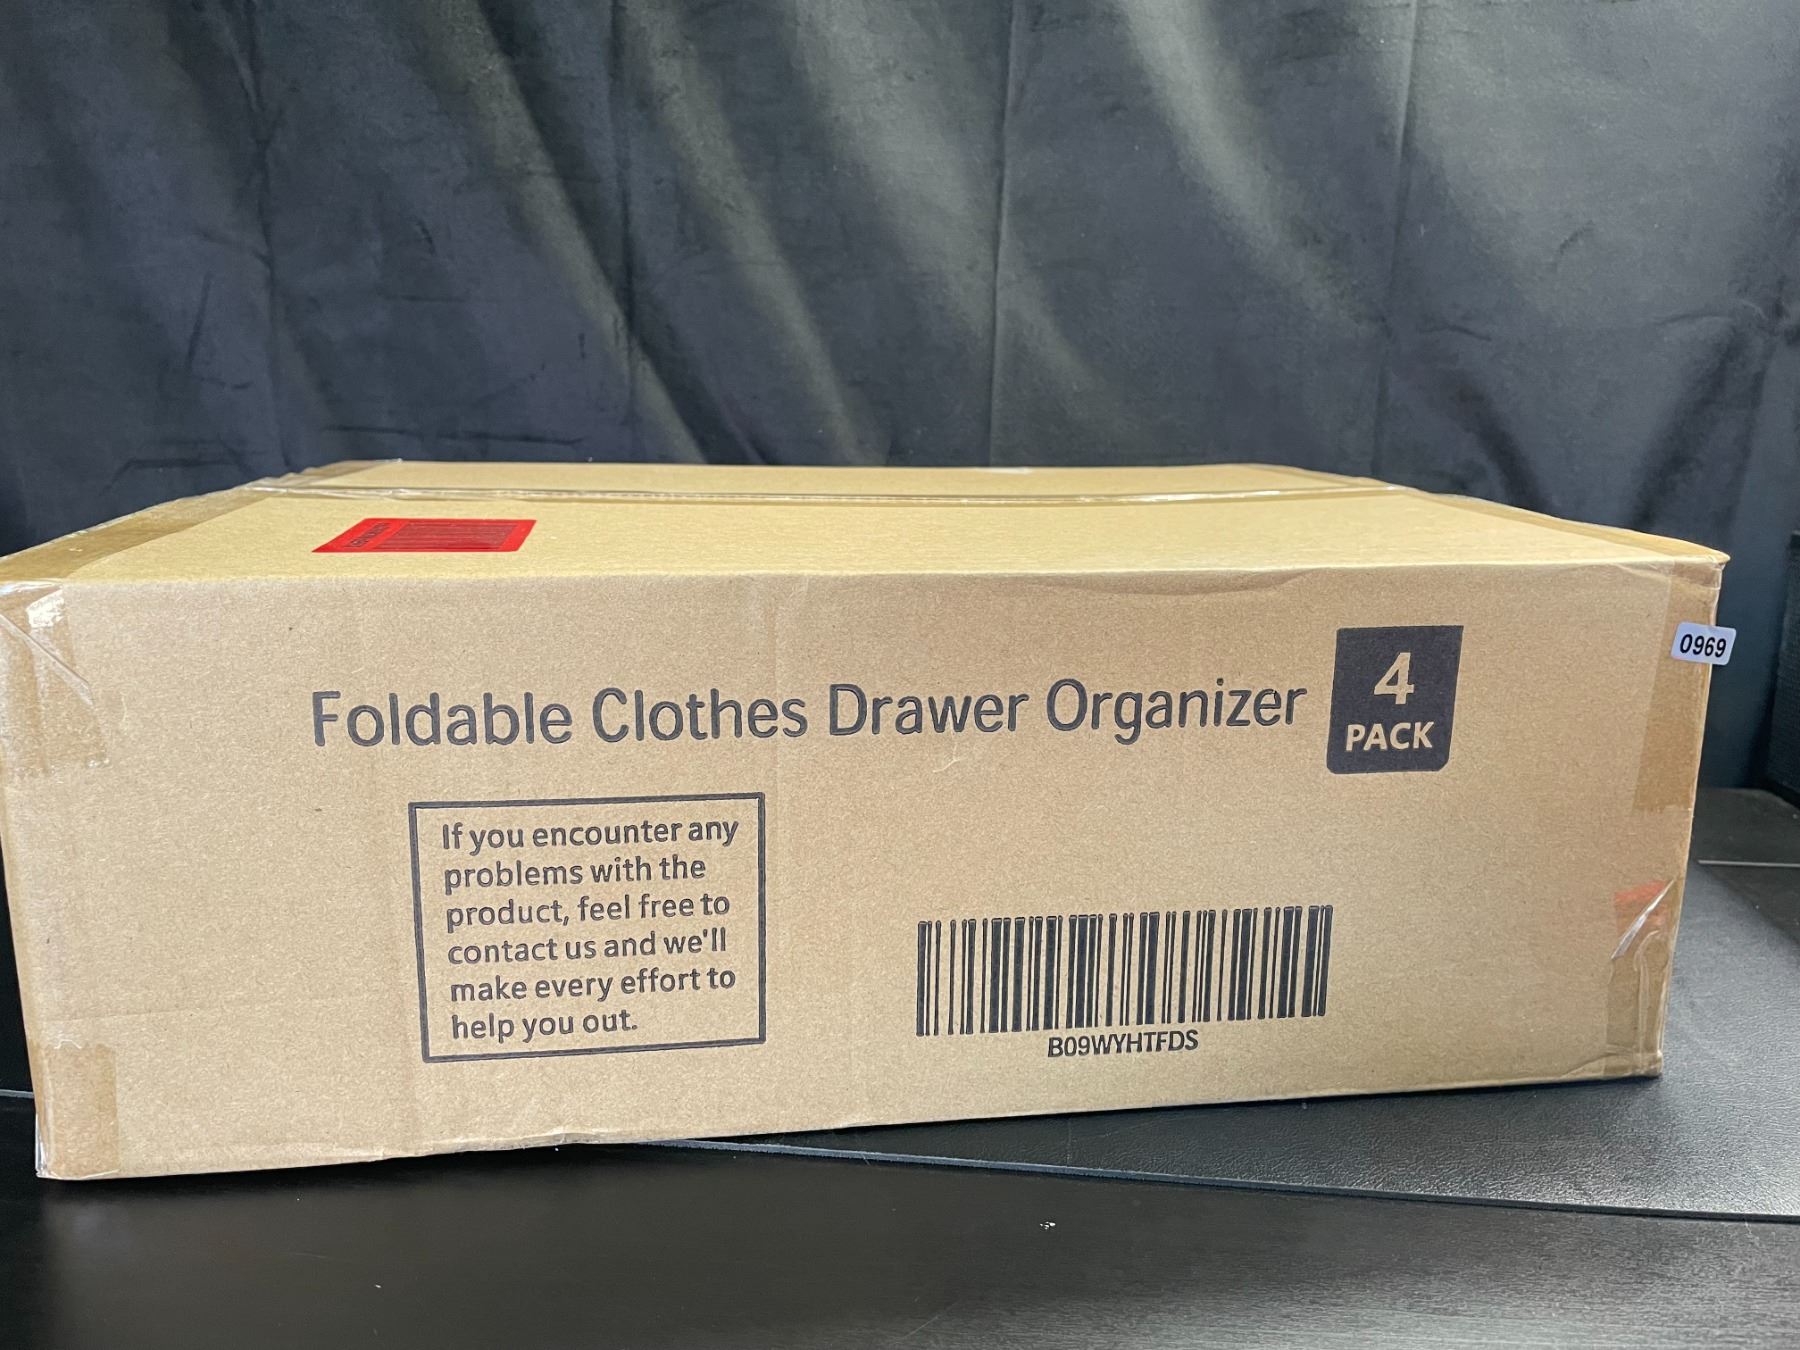 Foldable Clothes Drawer Organizer
4
PACK
0969
If you encounter any
problems with the
product, feel free to
contact us and we'll
make every effort to
help you out.
B09WYHTFDS